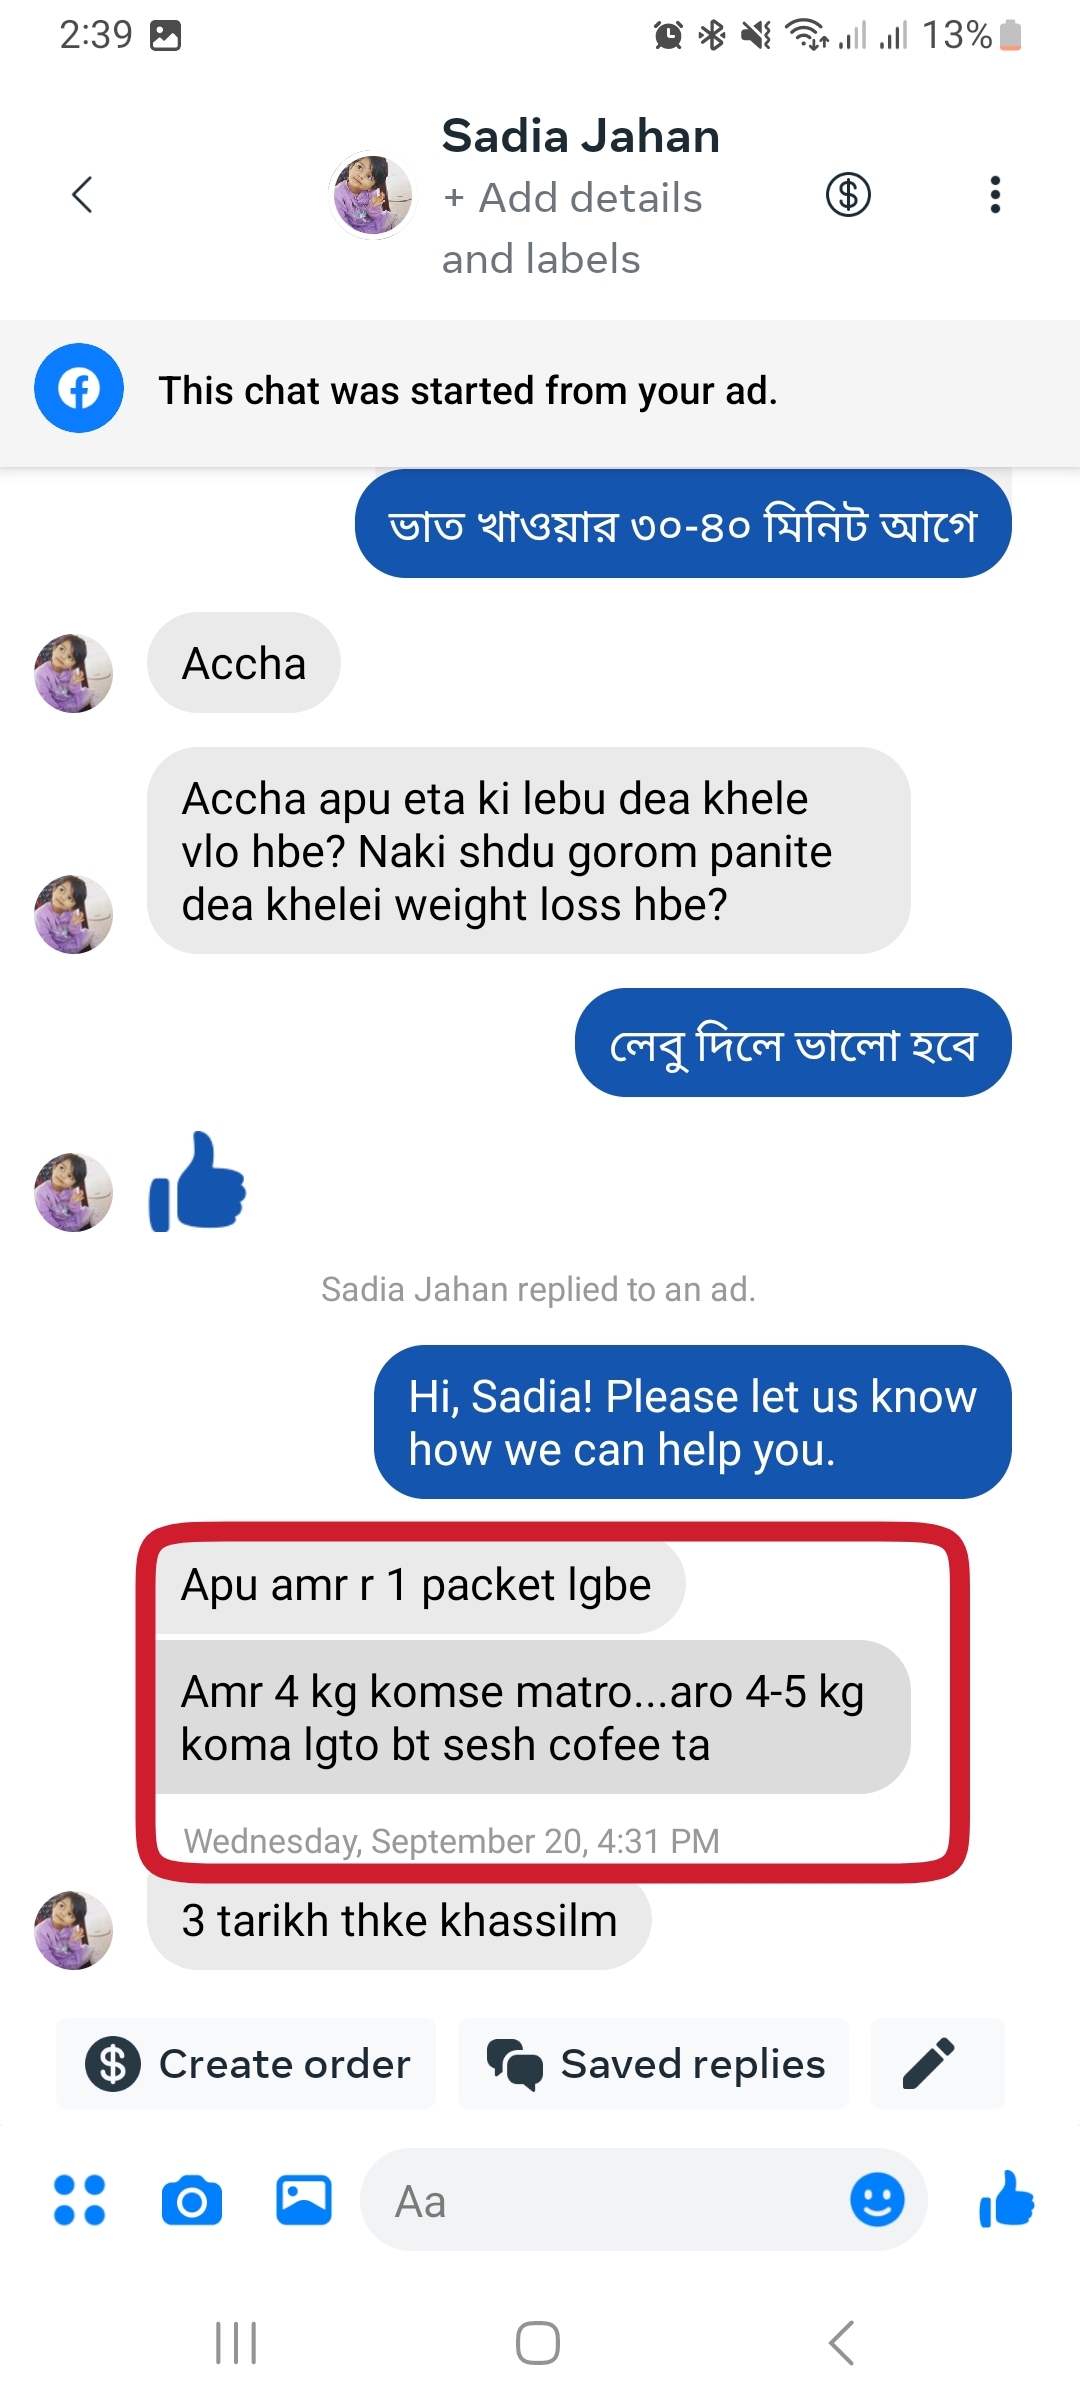 2:39
13%
Sadia Jahan
+ Add details
and labels
This chat was started from your ad.
ভাত খাওয়ার ৩০-৪০ মিনিট আগে
Accha
Accha apu eta ki lebu dea khele
vlo hbe? Naki shdu gorom panite
dea khelei weight loss hbe?
লেবু দিলে ভালো হবে
Sadia Jahan replied to an ad.
Hi, Sadia! Please let us know
how we can help you.
Apu amr r 1 packet lgbe
Amr 4 kg komse matro...aro 4-5 kg
koma lgto bt sesh cofee ta
Wednesday, September 20, 4:31 PM
3 tarikh thke khassilm
Create order
Saved replies
Aa